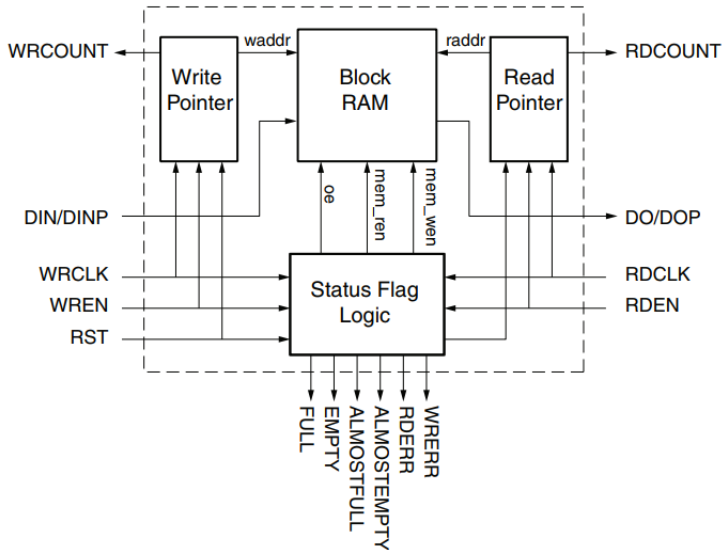 WRCOUNT
waddr
raddr
RDCOUNT
Write
Pointer
Block
RAM
Read
Pointer
oe
mem_ren
mem_wen
DIN/DINP
DO/DOP
WRCLK
RDCLK
Status Flag
Logic
WREN
RDEN
RST
FULL
EMPTY
ALMOSTFULL
ALMOSTEMPTY
RDERR
WRERR